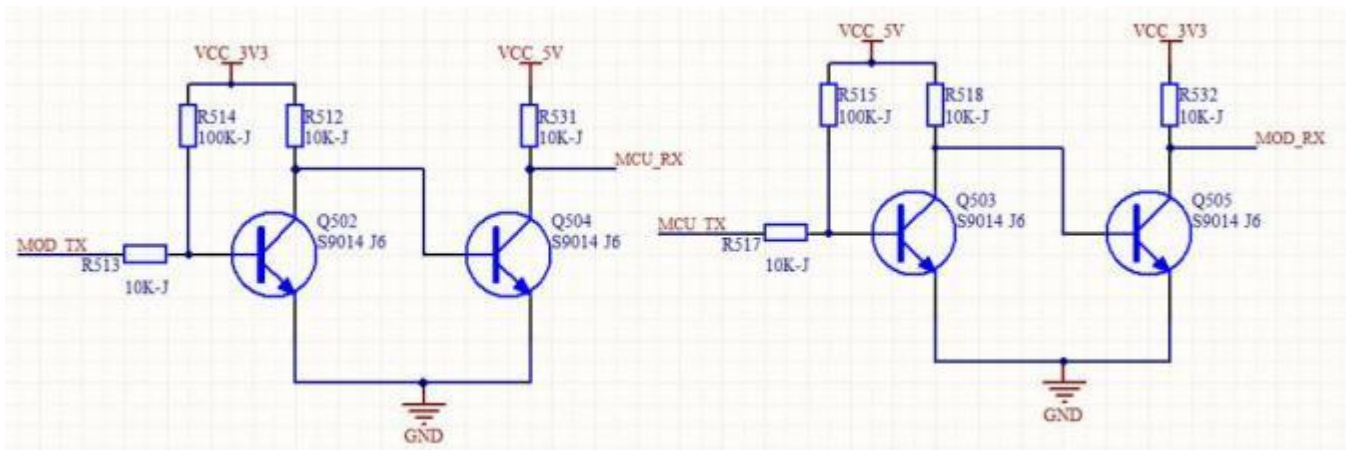 VCC_3V3
R514
100K-J
R512
10K-J
MOD_TX
R513
10K-J
Q502
S9014 J6
VCC_5V
R531
10K-J
MCU_RX
Q504
S9014 J6
GND
VCC_5V
R515
100K-J
R518
10K-J
MCU_TX
R517
10K-J
Q503
S9014 J6
VCC_3V3
R532
10K-J
MOD_RX
Q505
S9014 J6
GND